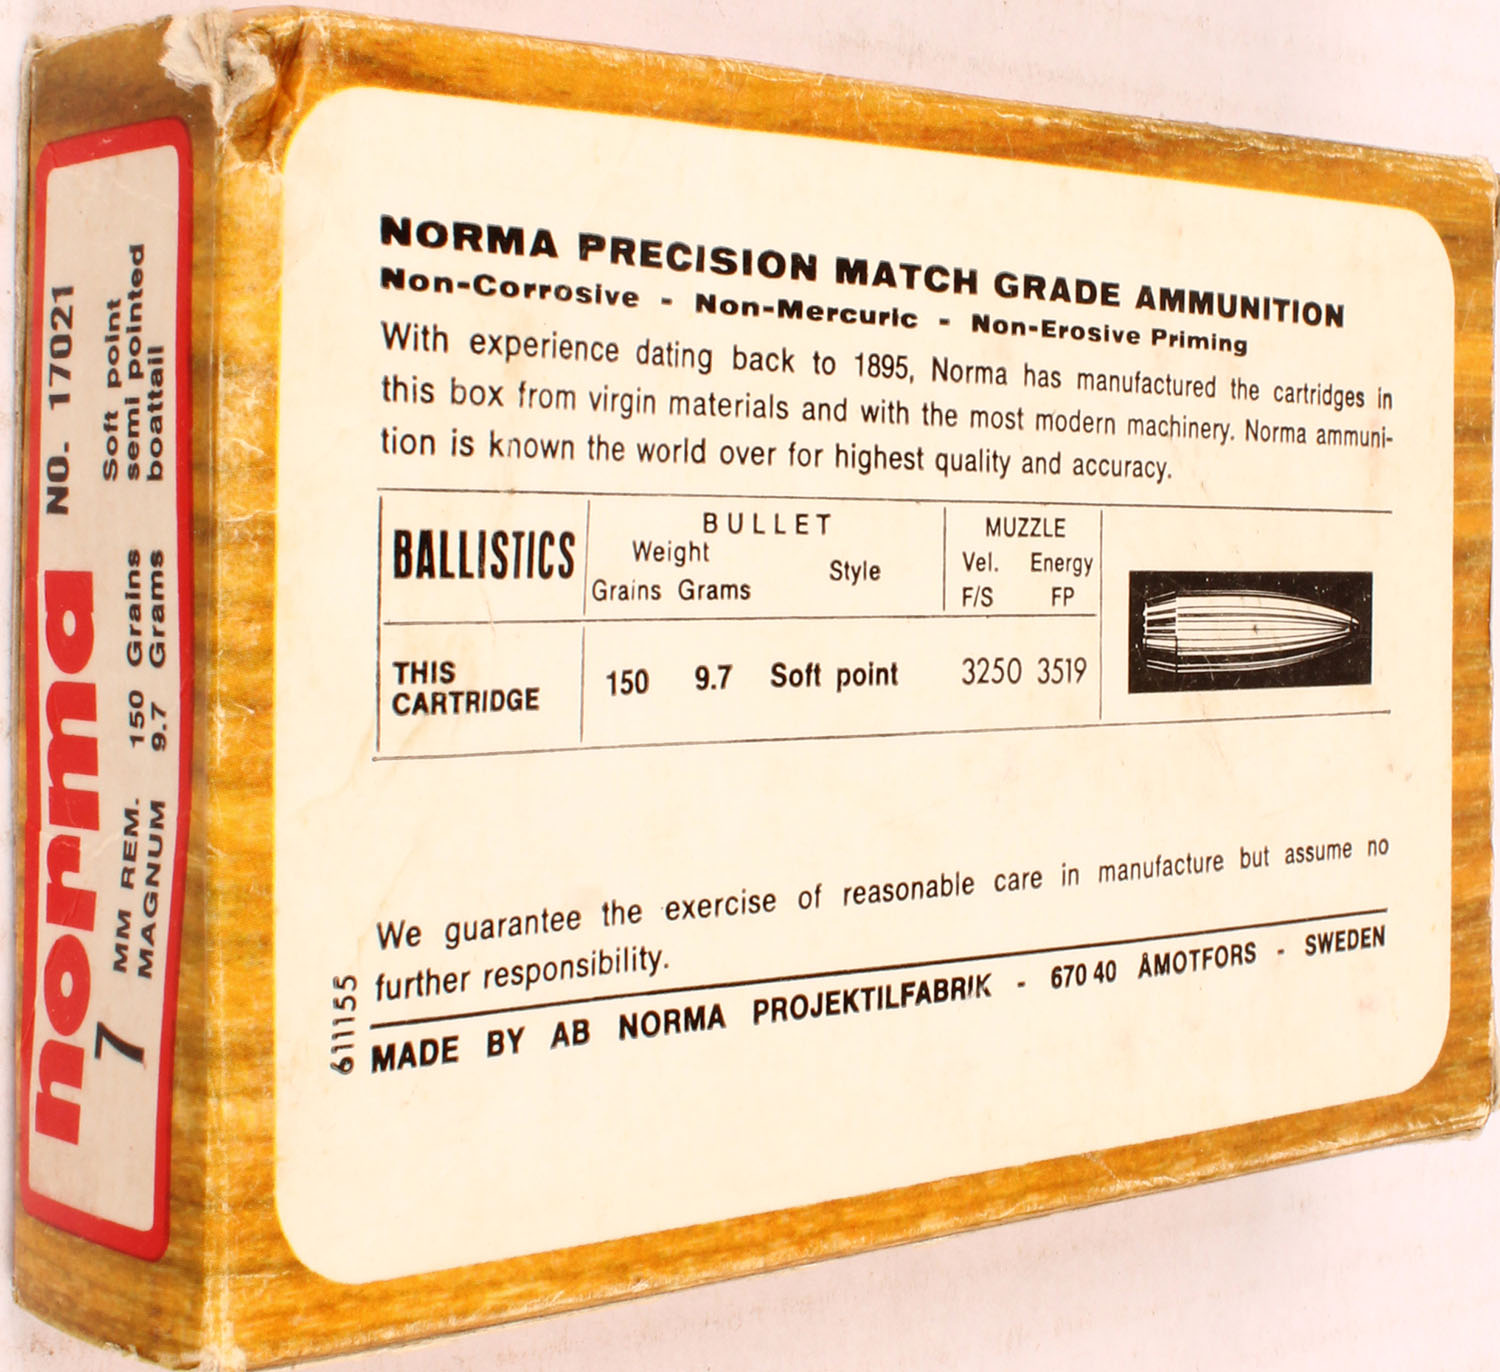 norma NO. 17021
7 MM REM. MAGNUM
150 Grains
9.7 Grams
Soft point
semi pointed
boattail
NORMA PRECISION MATCH GRADE AMMUNITION
Non-Corrosive - Non-Mercuric - Non-Erosive Priming
With experience dating back to 1895, Norma has manufactured the cartridges in
this box from virgin materials and with the most modern machinery. Norma ammuni-
tion is known the world over for highest quality and accuracy.
BALLISTICS
BULLET
Weight
Grains Grams
Style
MUZZLE
Vel. Energy
F/S FP
THIS
CARTRIDGE
150 9.7 Soft point 3250 3519
We guarantee the exercise of reasonable care in manufacture but assume no
further responsibility.
611155
MADE BY AB NORMA PROJEKTILFABRIK - 670 40 ÅMOTFORS - SWEDEN